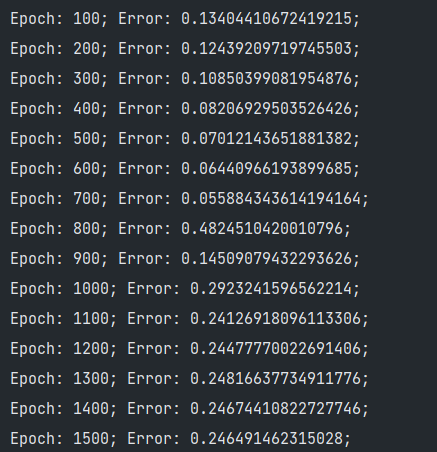 Epoch: 100; Error: 0.13404410672419215;
Epoch: 200; Error: 0.12439209719745503;
Epoch: 300; Error: 0.10850399081954876;
Epoch: 400; Error: 0.08206929503526426;
Epoch: 500; Error: 0.07012143651881382;
Epoch: 600; Error: 0.06440966193899685;
Epoch: 700; Error: 0.055884343614194164;
Epoch: 800; Error: 0.4824510420010796;
Epoch: 900; Error: 0.14509079432293626;
Epoch: 1000; Error: 0.2923241596562214;
Epoch: 1100; Error: 0.24126918096113306;
Epoch: 1200; Error: 0.24477770022691406;
Epoch: 1300; Error: 0.24816637734911776;
Epoch: 1400; Error: 0.24674410822727746;
Epoch: 1500; Error: 0.246491462315028;